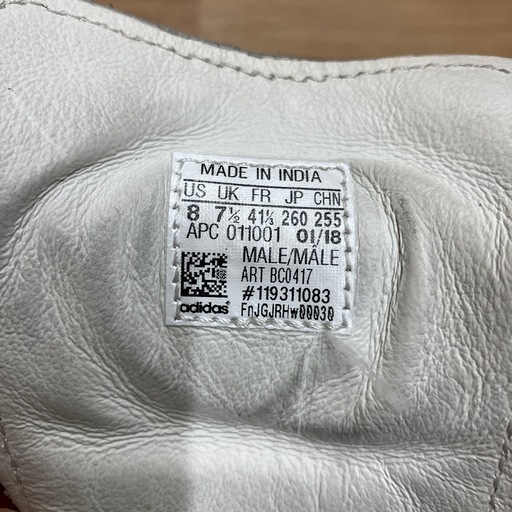 MADE IN INDIA
US UK FR JP CHN
8 7½ 41⅓ 260 255
APC 011001 01/18
MALE/MÂLE
ART BC0417
#119311083
adidas FnJGJRHw00030